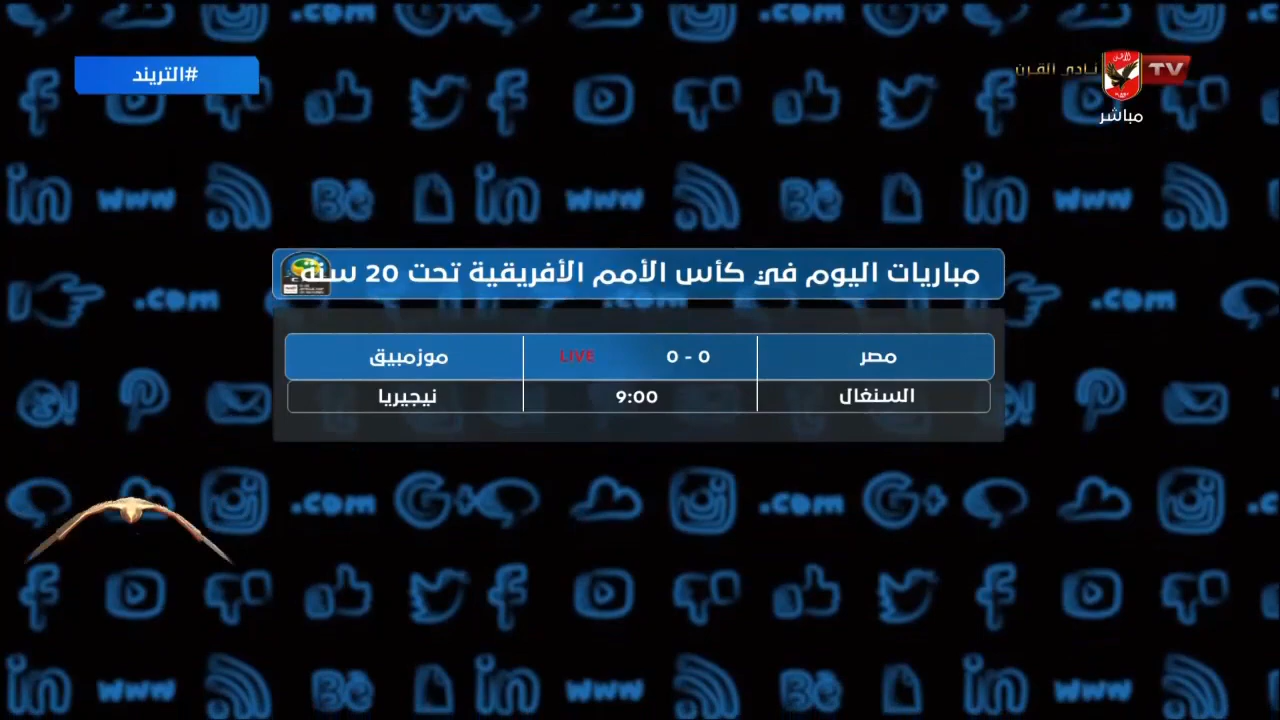 #التريند
نادي القرن TV
مباشر
مباريات اليوم في كأس الأمم الأفريقية تحت 20 سنة
مصر 0 - 0 LIVE موزمبيق
السنغال 9:00 نيجيريا